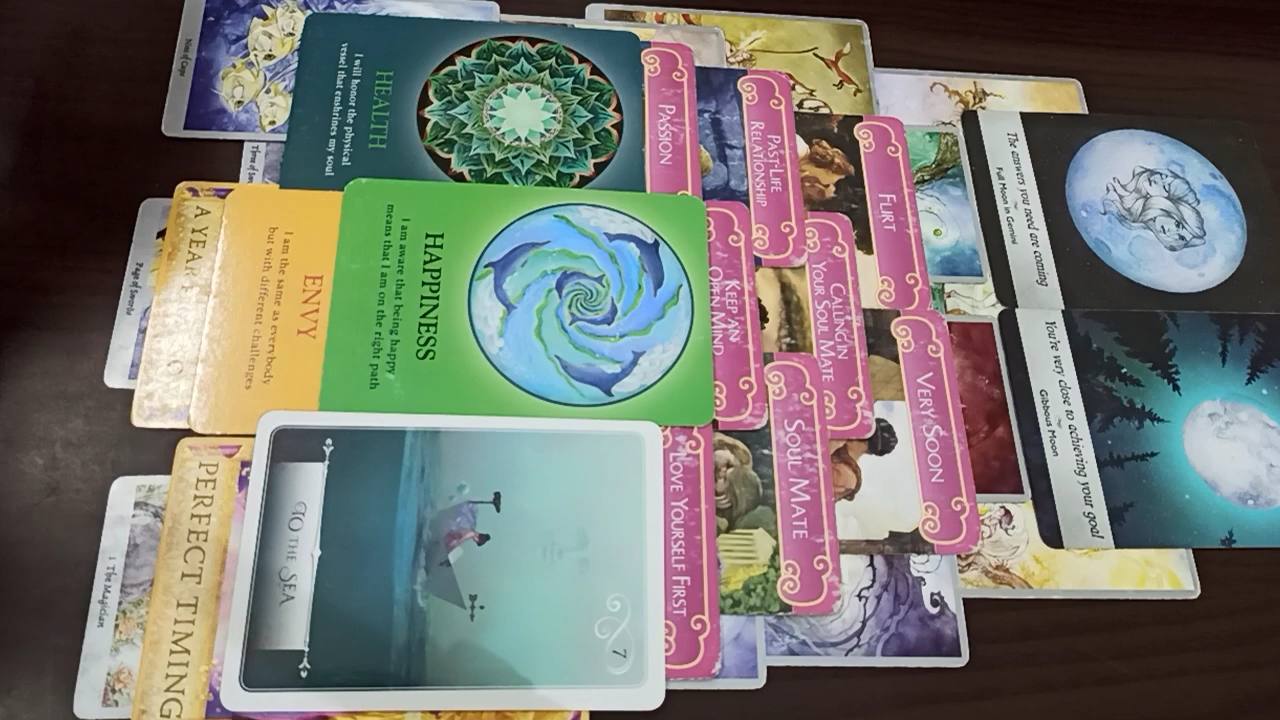 Nine of Cups
HEALTH
I will honor the physical
vessel that enshrines my soul
PASSION
PAST-LIFE
RELATIONSHIP
FLIRT
The answers you need are coming
Full Moon in Gemini
Three of
Page of Swords
A YEAR
ENVY
I am the same as everybody
but with different challenges
HAPPINESS
I am aware that being happy
means that I am on the right path
KEEP AN
OPEN MIND
CALLING IN
YOUR SOUL MATE
VERY SOON
You're very close to achieving your goal
Gibbous Moon
1 The Magician
PERFECT TIMING
TO THE SEA
7
LOVE YOURSELF FIRST
SOUL MATE